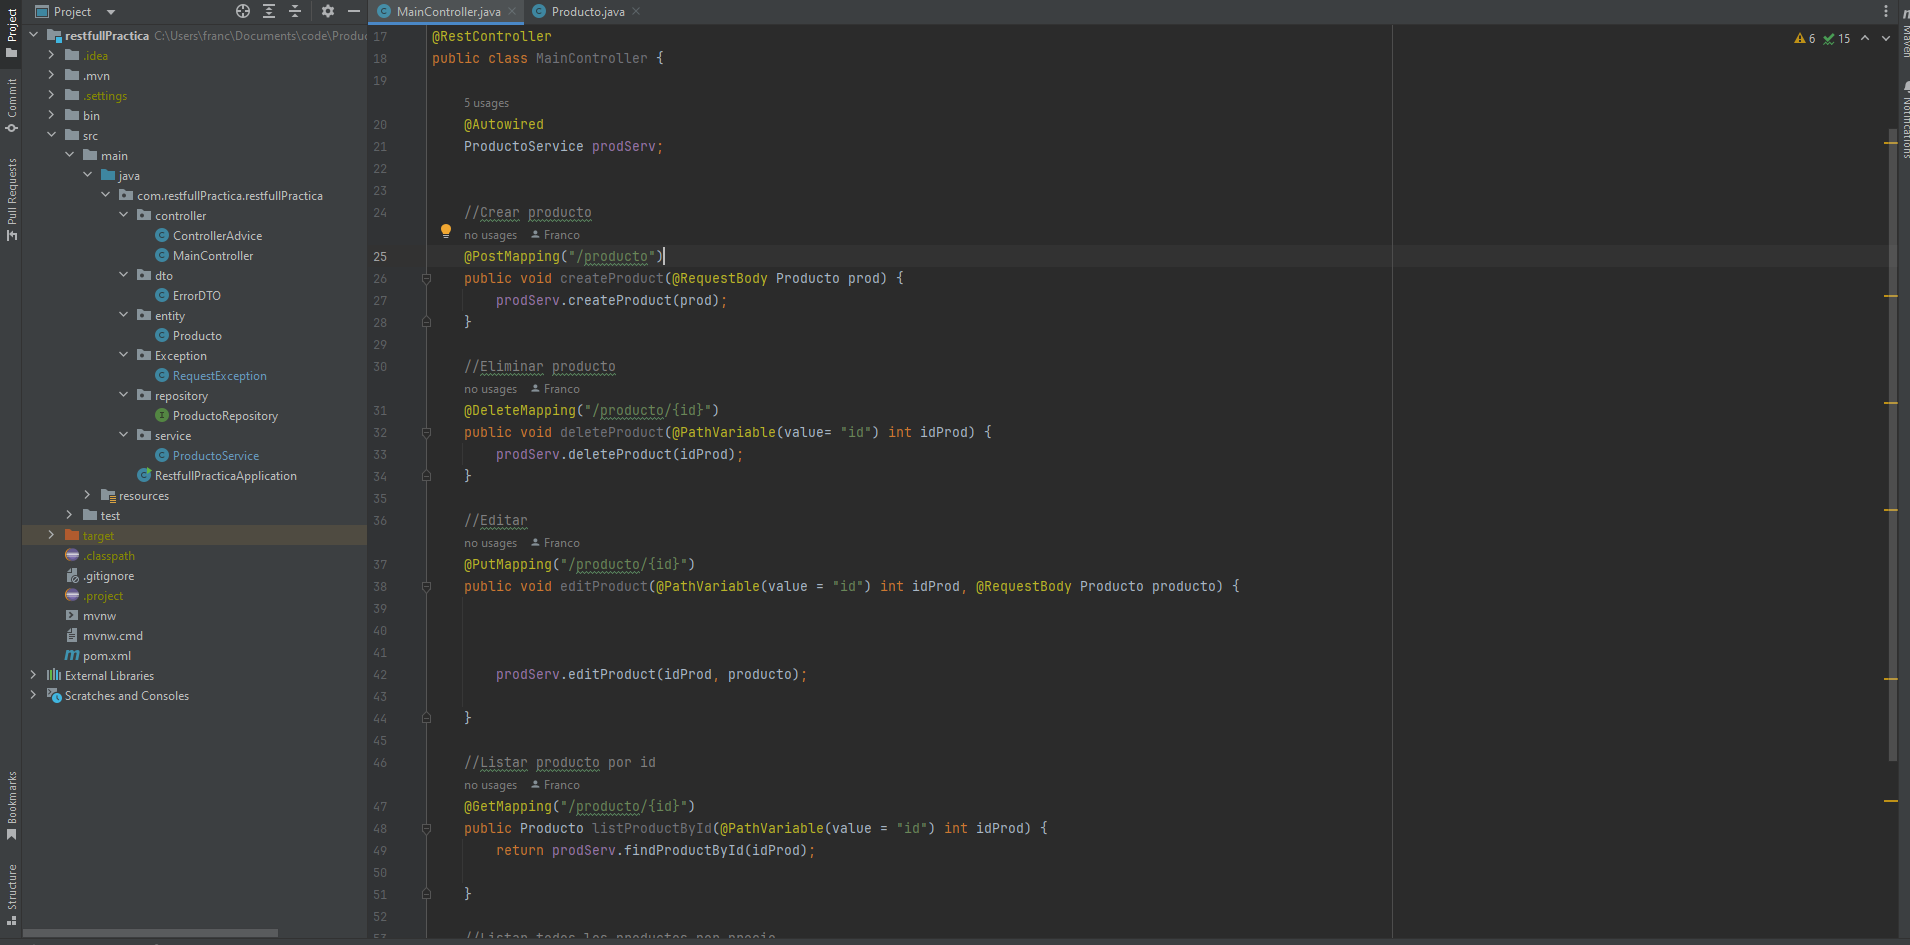 Project
MainController.java
Producto.java
Project
Commit
Pull Requests
Bookmarks
Structure
restfullPractica C:\Users\franc\Documents\code\Produc
.idea
.mvn
.settings
bin
src
main
java
com.restfullPractica.restfullPractica
controller
ControllerAdvice
MainController
dto
ErrorDTO
entity
Producto
Exception
RequestException
repository
ProductoRepository
service
ProductoService
RestfullPracticaApplication
resources
test
target
.classpath
.gitignore
.project
mvnw
mvnw.cmd
pom.xml
External Libraries
Scratches and Consoles
17 @RestController
18 public class MainController {
19
5 usages
20 @Autowired
21 ProductoService prodServ;
22
23
24 //Crear producto
no usages Franco
25 @PostMapping("/producto")
26 public void createProduct(@RequestBody Producto prod) {
27 prodServ.createProduct(prod);
28 }
29
30 //Eliminar producto
no usages Franco
31 @DeleteMapping("/producto/{id}")
32 public void deleteProduct(@PathVariable(value= "id") int idProd) {
33 prodServ.deleteProduct(idProd);
34 }
35
36 //Editar
no usages Franco
37 @PutMapping("/producto/{id}")
38 public void editProduct(@PathVariable(value = "id") int idProd, @RequestBody Producto producto) {
39
40
41
42 prodServ.editProduct(idProd, producto);
43
44 }
45
46 //Listar producto por id
no usages Franco
47 @GetMapping("/producto/{id}")
48 public Producto listProductById(@PathVariable(value = "id") int idProd) {
49 return prodServ.findProductById(idProd);
50
51 }
52
53 //Listar todos los productos por precio
6 15
Maven
Notifications